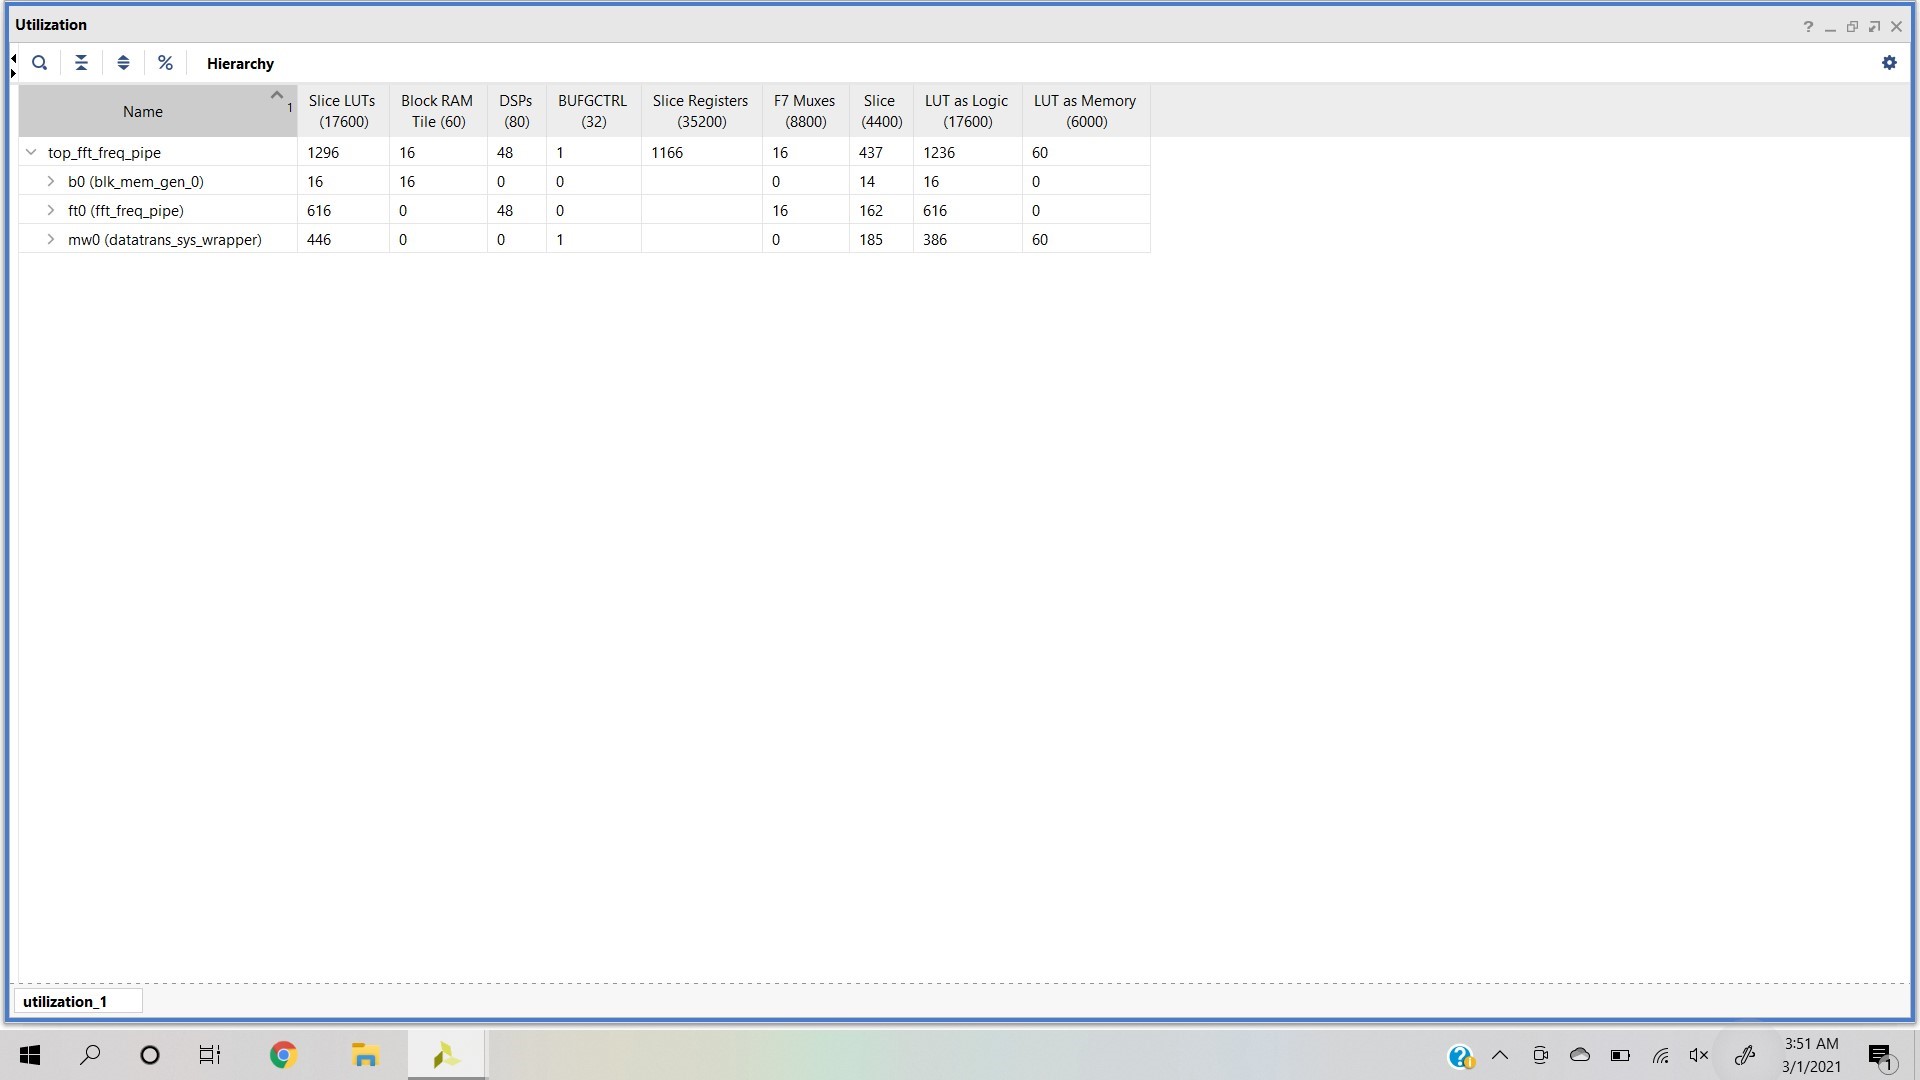 Utilization
Hierarchy
Name 1 Slice LUTs (17600) Block RAM Tile (60) DSPs (80) BUFGCTRL (32) Slice Registers (35200) F7 Muxes (8800) Slice (4400) LUT as Logic (17600) LUT as Memory (6000)
top_fft_freq_pipe 1296 16 48 1 1166 16 437 1236 60
b0 (blk_mem_gen_0) 16 16 0 0 0 14 16 0
ft0 (fft_freq_pipe) 616 0 48 0 16 162 616 0
mw0 (datatrans_sys_wrapper) 446 0 0 1 0 185 386 60
utilization_1
3:51 AM
3/1/2021
1